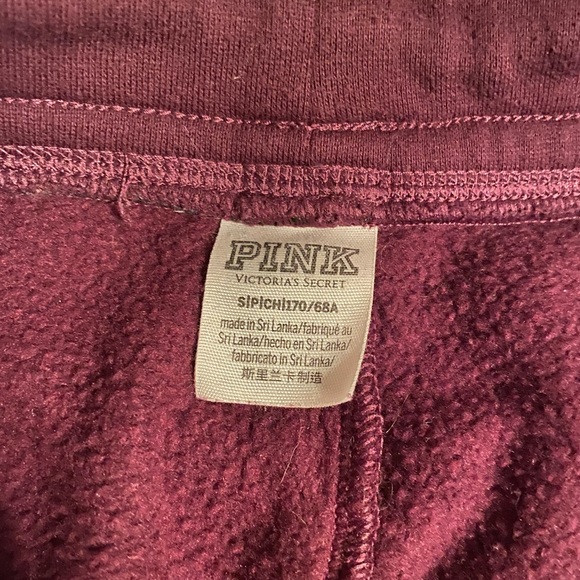 PINK
VICTORIA'S SECRET
S|P|CH|170/68A
made in Sri Lanka/fabriqué au
Sri Lanka/hecho en Sri Lanka/
fabbricato in Sri Lanka/
斯里兰卡制造